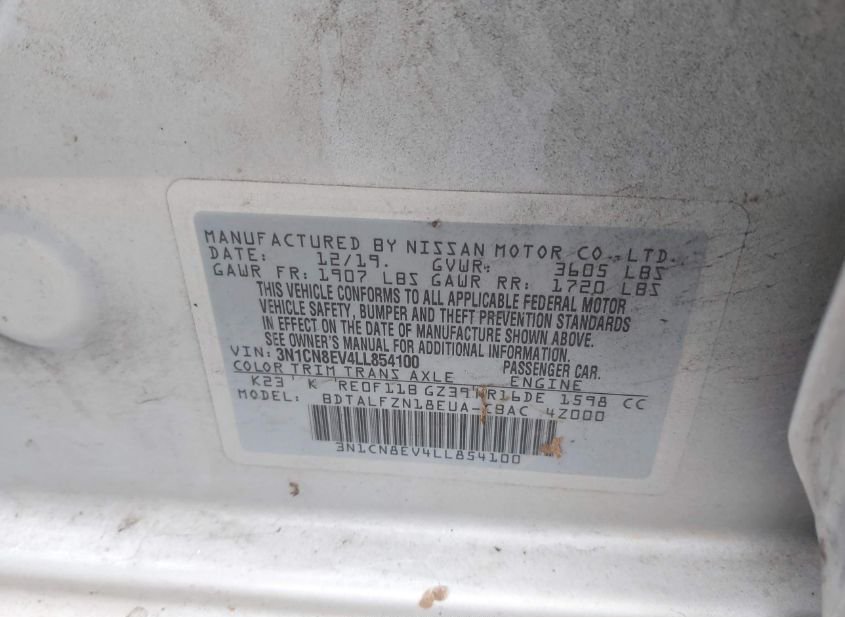 MANUFACTURED BY NISSAN MOTOR CO., LTD.
DATE: 12/19. GVWR: 3605 LBS
GAWR FR: 1907 LBS GAWR RR: 1720 LBS
THIS VEHICLE CONFORMS TO ALL APPLICABLE FEDERAL MOTOR
VEHICLE SAFETY, BUMPER AND THEFT PREVENTION STANDARDS
IN EFFECT ON THE DATE OF MANUFACTURE SHOWN ABOVE.
SEE OWNER'S MANUAL FOR ADDITIONAL INFORMATION.
VIN: 3N1CN8EV4LL854100 PASSENGER CAR.
COLOR TRIM TRANS AXLE ENGINE
K23 K RE0F11B GZ39 HR16DE 1598 CC
MODEL: BDTALFZN18EUA-CBAC 4Z000
3N1CN8EV4LL854100